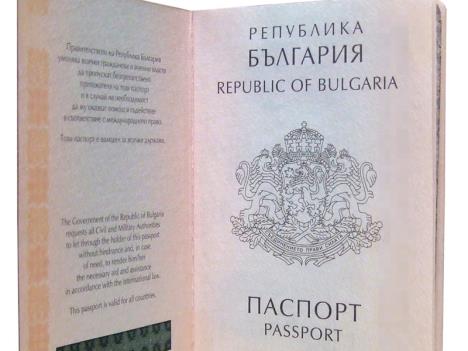 Правителството на Република България
умолява всички граждански и военни власти
да пропускат безпрепятствено
притежателя на този паспорт
и в случай на необходимост
да му окажат помощ и съдействие
в съответствие с международното право.
Този паспорт е валиден за всички държави.
The Government of the Republic of Bulgaria
requests all Civil and Military Authorities
to let through the holder of this passport
without hindrance and, in case
of need, to render him/her
the necessary aid and assistance
in accordance with the international law.
This passport is valid for all countries.
РЕПУБЛИКА
БЪЛГАРИЯ
REPUBLIC OF BULGARIA
СЪЕДИНЕНИЕТО ПРАВИ СИЛАТА
ПАСПОРТ
PASSPORT